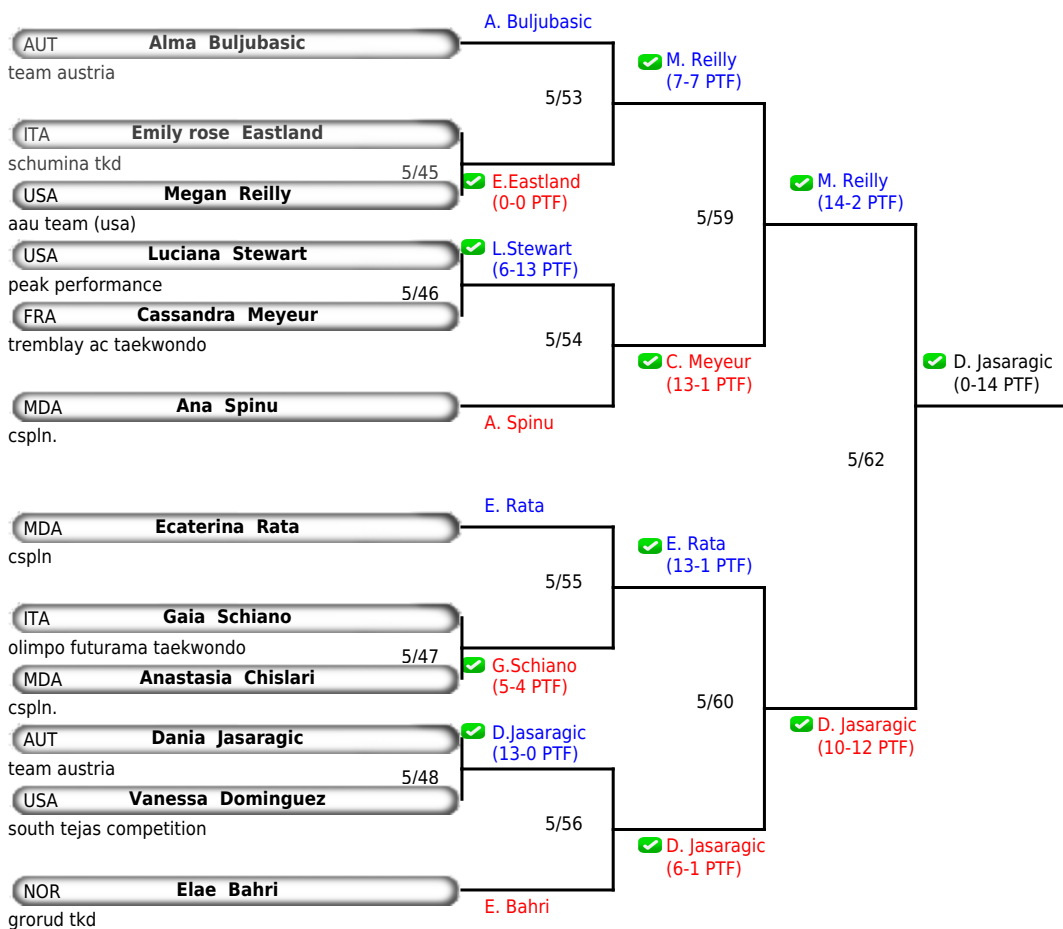 A. Buljubasic
AUT Alma Buljubasic
team austria
M. Reilly
(7-7 PTF)
5/53
ITA Emily rose Eastland
schumina tkd
5/45
E.Eastland
(0-0 PTF)
USA Megan Reilly
aau team (usa)
M. Reilly
(14-2 PTF)
5/59
USA Luciana Stewart
peak performance
L.Stewart
(6-13 PTF)
5/46
FRA Cassandra Meyeur
tremblay ac taekwondo
5/54
C. Meyeur
(13-1 PTF)
D. Jasaragic
(0-14 PTF)
MDA Ana Spinu
cspln.
A. Spinu
5/62
E. Rata
MDA Ecaterina Rata
cspln
E. Rata
(13-1 PTF)
5/55
ITA Gaia Schiano
olimpo futurama taekwondo
5/47
G.Schiano
(5-4 PTF)
MDA Anastasia Chislari
cspln.
5/60
D. Jasaragic
(10-12 PTF)
AUT Dania Jasaragic
team austria
D.Jasaragic
(13-0 PTF)
5/48
USA Vanessa Dominguez
south tejas competition
5/56
D. Jasaragic
(6-1 PTF)
NOR Elae Bahri
grorud tkd
E. Bahri